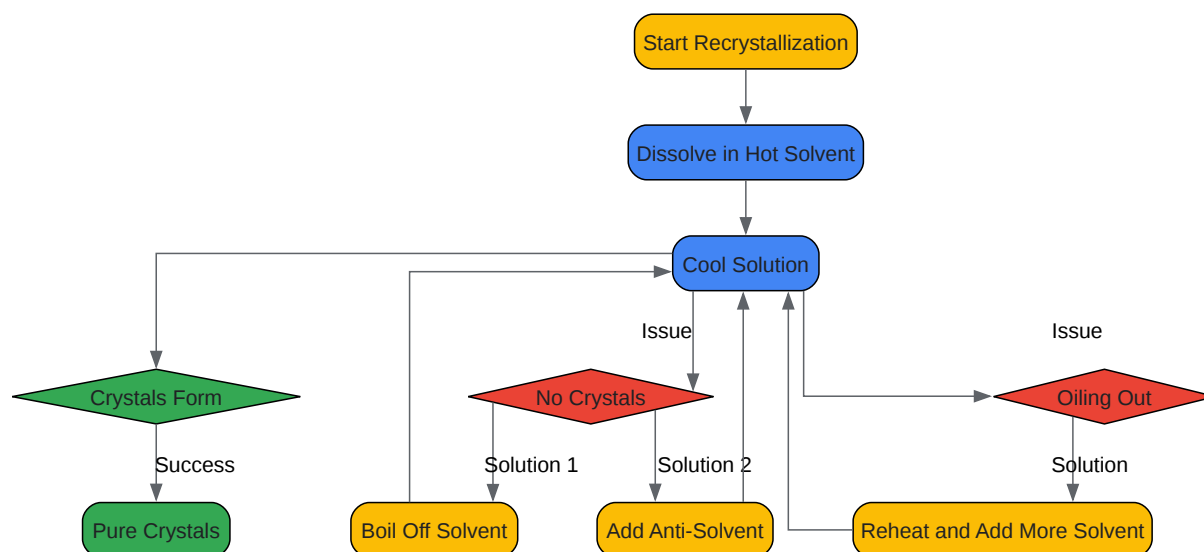 Start Recrystallization
Dissolve in Hot Solvent
Cool Solution
Issue
Issue
Crystals Form
No Crystals
Oiling Out
Success
Solution 1
Solution 2
Solution
Pure Crystals
Boil Off Solvent
Add Anti-Solvent
Reheat and Add More Solvent